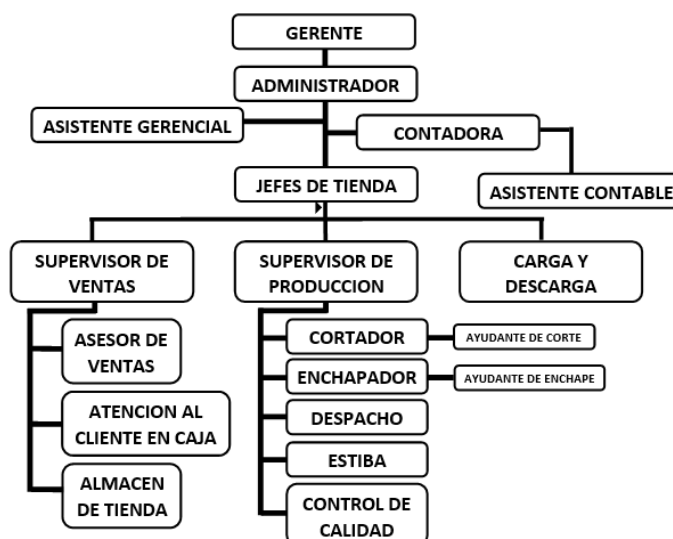 GERENTE
ADMINISTRADOR
ASISTENTE GERENCIAL
CONTADORA
JEFES DE TIENDA
ASISTENTE CONTABLE
SUPERVISOR DE
VENTAS
SUPERVISOR DE
PRODUCCION
CARGA Y
DESCARGA
ASESOR DE
VENTAS
ATENCION AL
CLIENTE EN CAJA
ALMACEN
DE TIENDA
CORTADOR
AYUDANTE DE CORTE
ENCHAPADOR
AYUDANTE DE ENCHAPE
DESPACHO
ESTIBA
CONTROL DE
CALIDAD